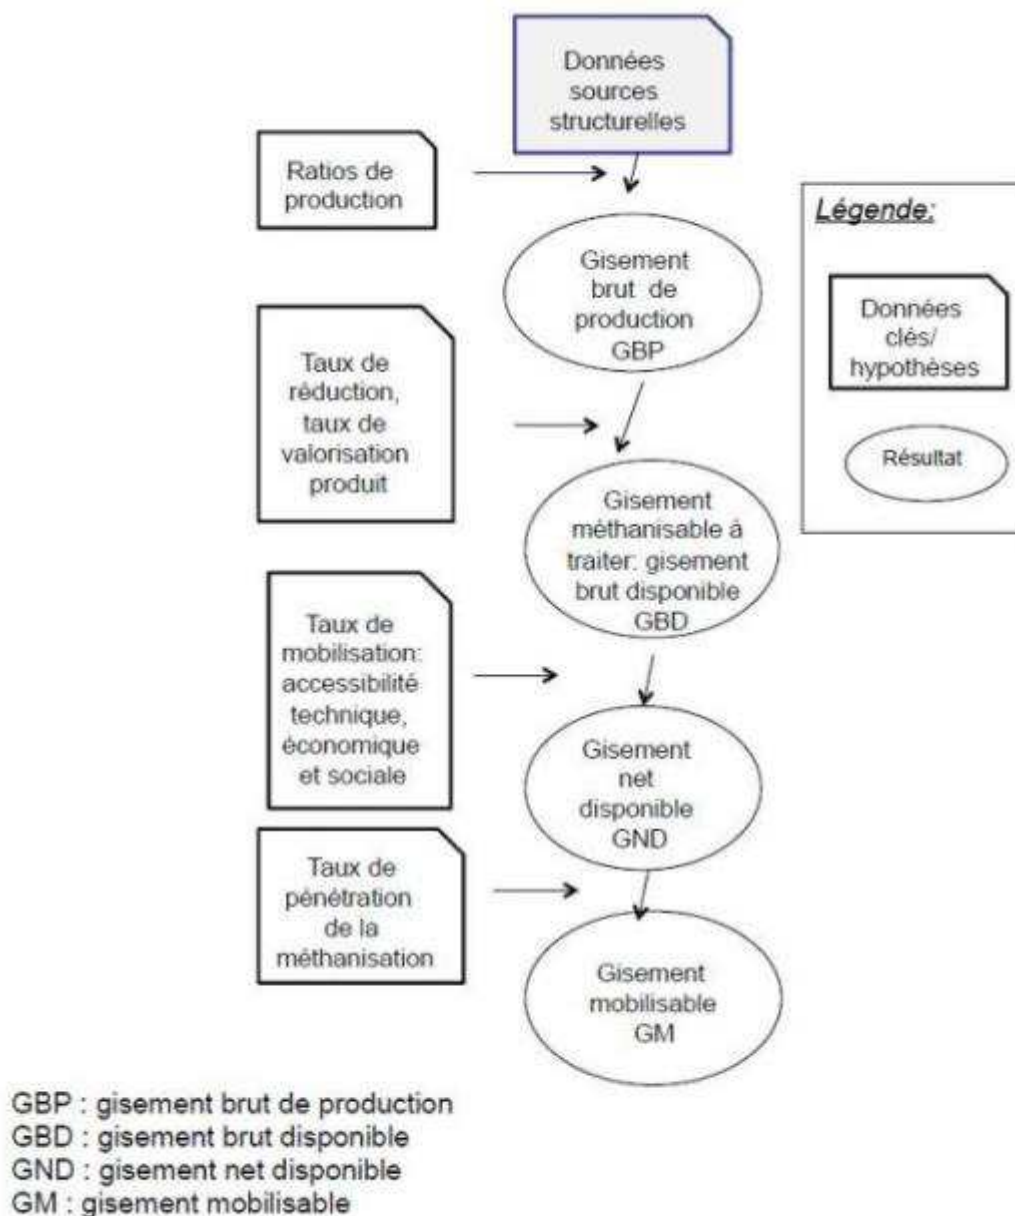 Données
sources
structurelles
Ratios de
production
Gisement
brut de
production
GBP
Taux de
réduction,
taux de
valorisation
produit
Gisement
méthanisable à
traiter: gisement
brut disponible
GBD
Taux de
mobilisation:
accessibilité
technique,
économique
et sociale
Gisement
net
disponible
GND
Taux de
pénétration
de la
méthanisation
Gisement
mobilisable
GM
Légende:
Données
clés/
hypothèses
Résultat
GBP : gisement brut de production
GBD : gisement brut disponible
GND : gisement net disponible
GM : gisement mobilisable